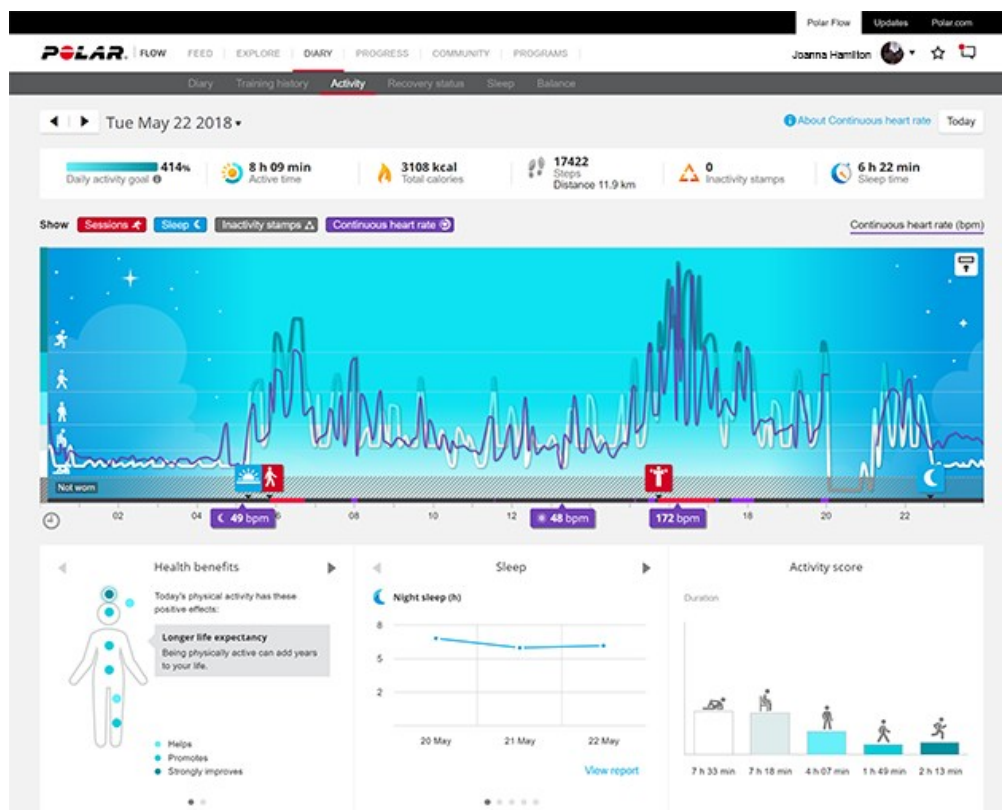 Polar Flow Updates Polar.com
POLAR. FLOW FEED EXPLORE DIARY PROGRESS COMMUNITY PROGRAMS Joanna Hamilton
Diary Training history Activity Recovery status Sleep Balance
Tue May 22 2018 About Continuous heart rate Today
414% 8 h 09 min 3108 kcal 17422 0 6 h 22 min
Daily activity goal Active time Total calories Steps Inactivity stamps Sleep time
Distance 11.9 km
Show Sessions Sleep Inactivity stamps Continuous heart rate Continuous heart rate (bpm)
Not worn
02 04 6 08 10 12 18 20 22
49 bpm 48 bpm 172 bpm
Health benefits
Today's physical activity has these
positive effects:
Longer life expectancy
Being physically active can add years
to your life.
Helps
Promotes
Strongly improves
Sleep
Night sleep (h)
8
5
2
20 May 21 May 22 May
View report
Activity score
Duration
7 h 33 min 7 h 18 min 4 h 07 min 1 h 49 min 2 h 13 min